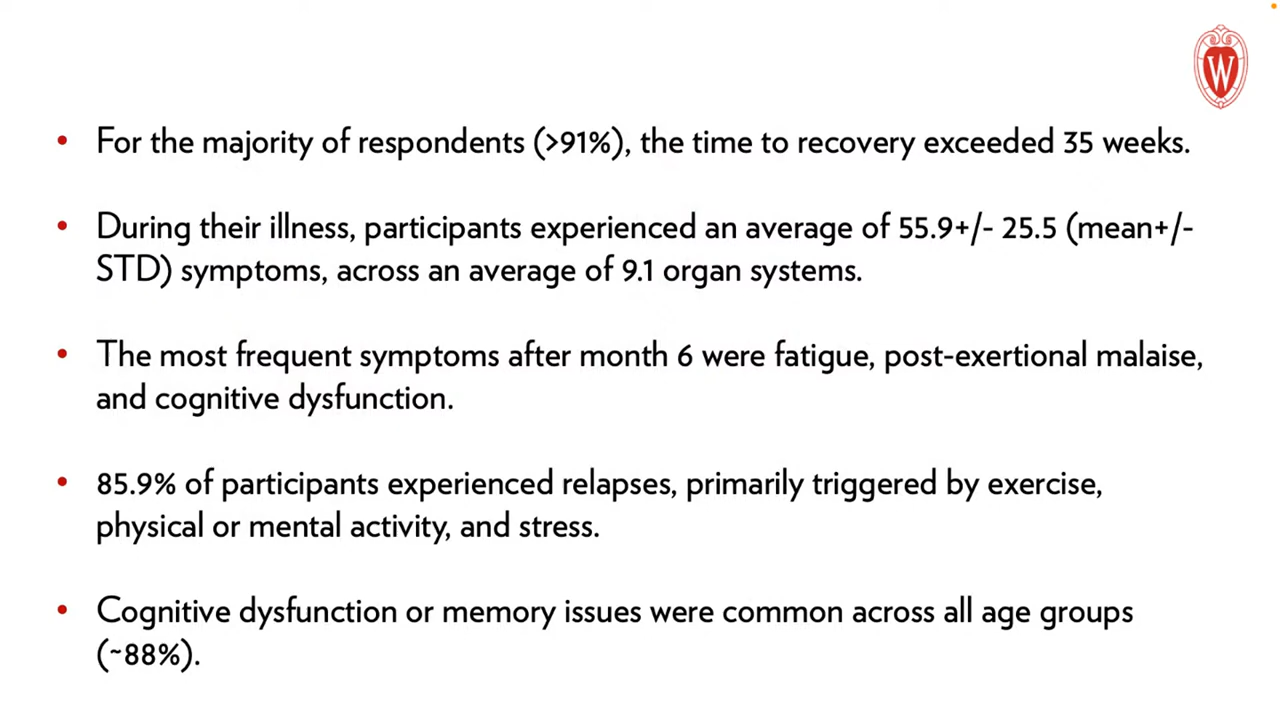 W
• For the majority of respondents (>91%), the time to recovery exceeded 35 weeks.
• During their illness, participants experienced an average of 55.9+/- 25.5 (mean+/-
STD) symptoms, across an average of 9.1 organ systems.
• The most frequent symptoms after month 6 were fatigue, post-exertional malaise,
and cognitive dysfunction.
• 85.9% of participants experienced relapses, primarily triggered by exercise,
physical or mental activity, and stress.
• Cognitive dysfunction or memory issues were common across all age groups
(~88%).